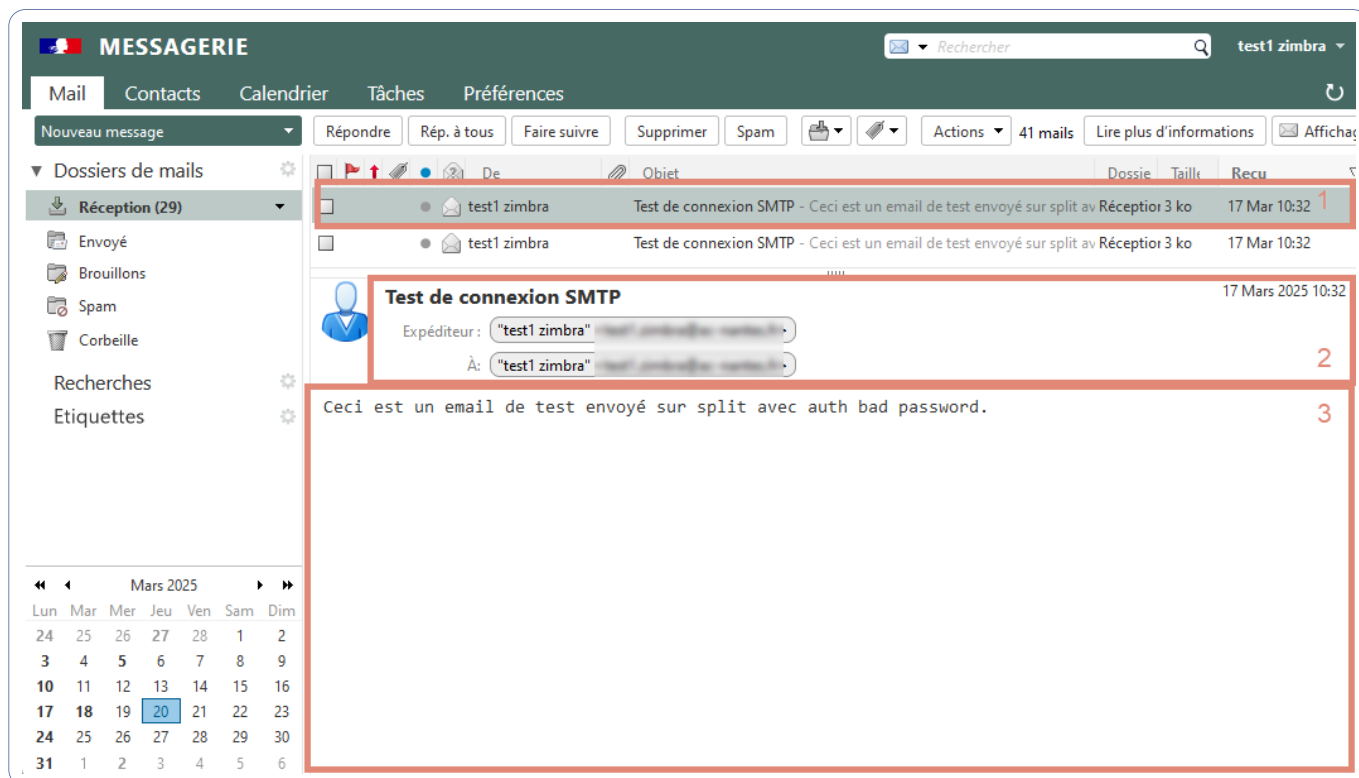 MESSAGERIE
Rechercher
test1 zimbra
Mail Contacts Calendrier Tâches Préférences
Nouveau message Répondre Rép. à tous Faire suivre Supprimer Spam Actions 41 mails Lire plus d'informations Affichag
Dossiers de mails De Objet Dossie Taille Reçu
Réception (29) test1 zimbra Test de connexion SMTP - Ceci est un email de test envoyé sur split av Réception 3 ko 17 Mar 10:32 1
Envoyé test1 zimbra Test de connexion SMTP - Ceci est un email de test envoyé sur split av Réception 3 ko 17 Mar 10:32
Brouillons
Spam
Corbeille
Recherches
Etiquettes
Test de connexion SMTP 17 Mars 2025 10:32
Expéditeur : "test1 zimbra"
À: "test1 zimbra" 2
Ceci est un email de test envoyé sur split avec auth bad password. 3
Mars 2025
Lun Mar Mer Jeu Ven Sam Dim
24 25 26 27 28 1 2
3 4 5 6 7 8 9
10 11 12 13 14 15 16
17 18 19 20 21 22 23
24 25 26 27 28 29 30
31 1 2 3 4 5 6